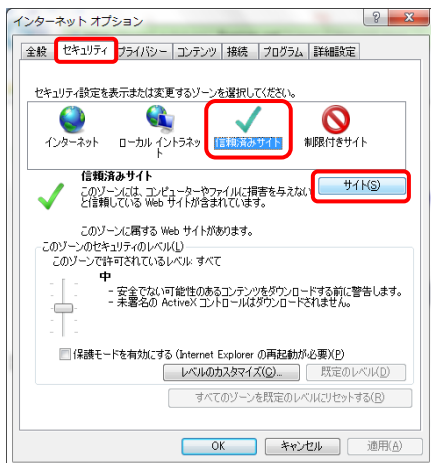 インターネット オプション
全般 セキュリティ プライバシー コンテンツ 接続 プログラム 詳細設定
セキュリティ設定を表示または変更するゾーンを選択してください。
インターネット
ローカル イントラネット
信頼済みサイト
制限付きサイト
信頼済みサイト
サイト(S)
このゾーンには、コンピューターやファイルに損害を与えない
と信頼している Web サイトが含まれています。
このゾーンに属する Web サイトがあります。
このゾーンのセキュリティのレベル(L)
このゾーンで許可されているレベル: すべて
中
- 安全でない可能性のあるコンテンツをダウンロードする前に警告します。
- 未署名の ActiveX コントロールはダウンロードされません。
保護モードを有効にする (Internet Explorer の再起動が必要)(P)
レベルのカスタマイズ(C)... 既定のレベル(D)
すべてのゾーンを既定のレベルにリセットする(R)
OK キャンセル 適用(A)